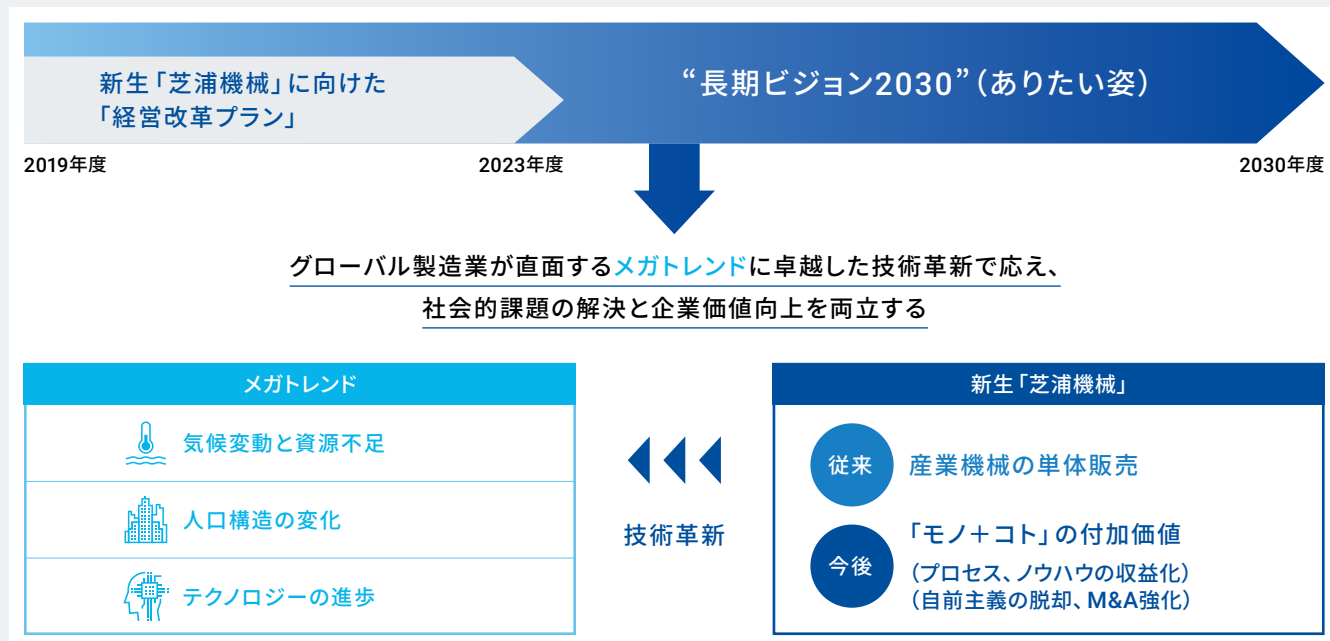 新生「芝浦機械」に向けた
「経営改革プラン」
“長期ビジョン2030”（ありたい姿）
2019年度
2023年度
2030年度
グローバル製造業が直面するメガトレンドに卓越した技術革新で応え、
社会的課題の解決と企業価値向上を両立する
メガトレンド
気候変動と資源不足
人口構造の変化
テクノロジーの進歩
技術革新
新生「芝浦機械」
従来
産業機械の単体販売
今後
「モノ＋コト」の付加価値
（プロセス、ノウハウの収益化）
（自前主義の脱却、M&A強化）